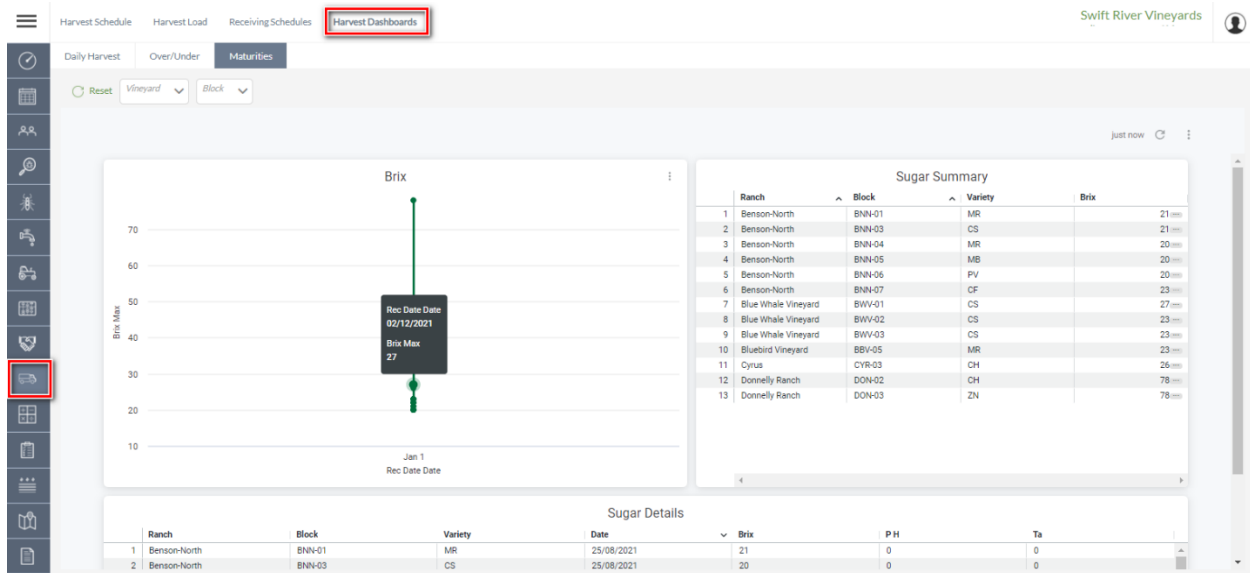 Harvest Schedule Harvest Load Receiving Schedules Harvest Dashboards Swift River Vineyards
Daily Harvest Over/Under Maturities
Reset Vineyard Block
just now
Brix
70
60
50
40
30
20
10
Brix Max
Rec Date Date
02/12/2021
Brix Max
27
Jan 1
Rec Date Date
Sugar Summary
Ranch Block Variety Brix
1 Benson-North BNN-01 MR 21
2 Benson-North BNN-03 CS 21
3 Benson-North BNN-04 MR 20
4 Benson-North BNN-05 MB 20
5 Benson-North BNN-06 PV 20
6 Benson-North BNN-07 CF 23
7 Blue Whale Vineyard BWV-01 CS 27
8 Blue Whale Vineyard BWV-02 CS 23
9 Blue Whale Vineyard BWV-03 CS 23
10 Bluebird Vineyard BBV-05 MR 23
11 Cyrus CYR-03 CH 26
12 Donnelly Ranch DON-02 CH 78
13 Donnelly Ranch DON-03 ZN 78
Sugar Details
Ranch Block Variety Date Brix P H Ta
1 Benson-North BNN-01 MR 25/08/2021 21 0 0
2 Benson-North BNN-03 CS 25/08/2021 20 0 0